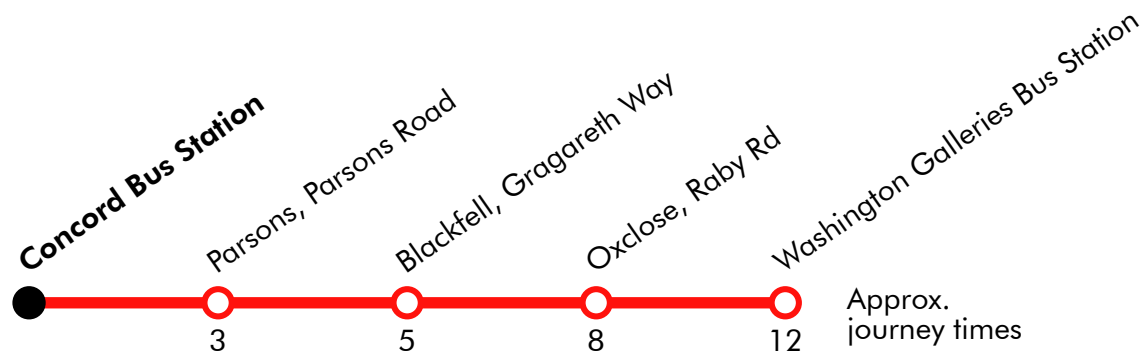 Concord Bus Station
Parsons, Parsons Road
Blackfell, Gragareth Way
Oxclose, Raby Rd
Washington Galleries Bus Station
3
5
8
12
Approx.
journey times